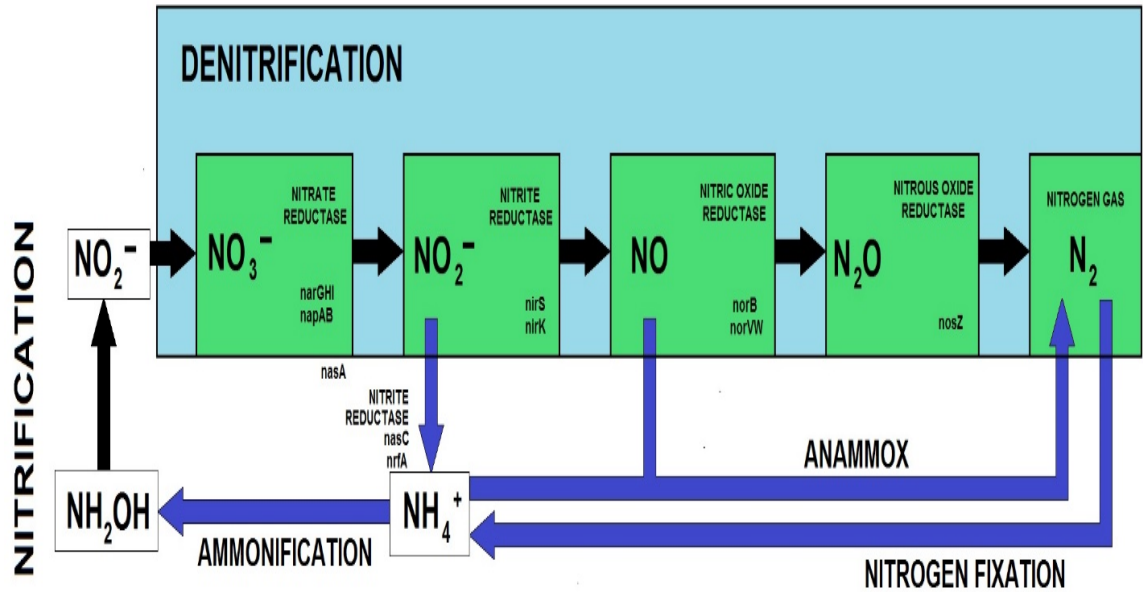 DENITRIFICATION
NITRIFICATION
NO₂⁻
NITRATE
REDUCTASE
NO₃⁻
narGHI
napAB
nasA
NITRITE
REDUCTASE
NO₂⁻
nirS
nirK
NITRIC OXIDE
REDUCTASE
NO
norB
norVW
NITROUS OXIDE
REDUCTASE
N₂O
nosZ
NITROGEN GAS
N₂
NITRITE
REDUCTASE
nasC
nrfA
NH₂OH
AMMONIFICATION
NH₄⁺
ANAMMOX
NITROGEN FIXATION